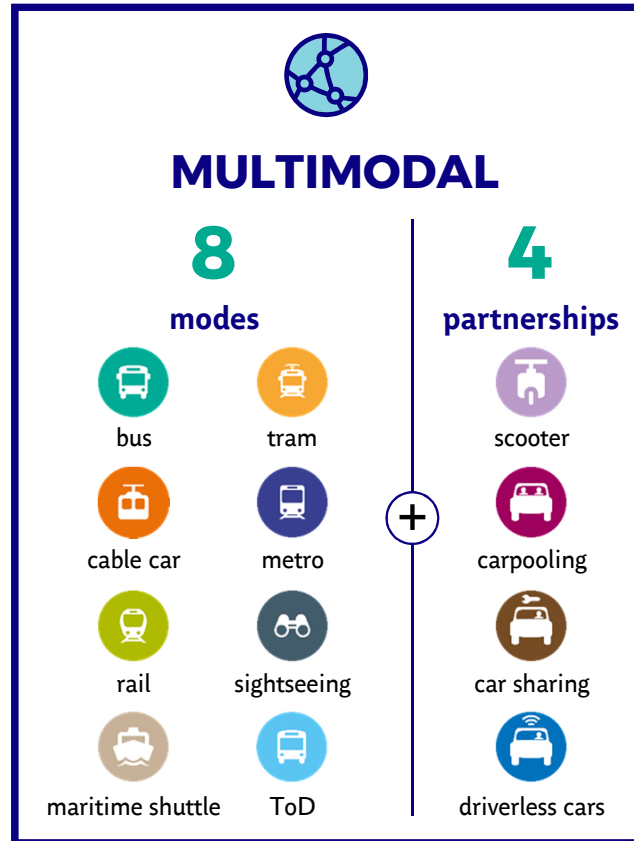 MULTIMODAL
8
modes
bus
tram
cable car
metro
rail
sightseeing
maritime shuttle
ToD
+
4
partnerships
scooter
carpooling
car sharing
driverless cars